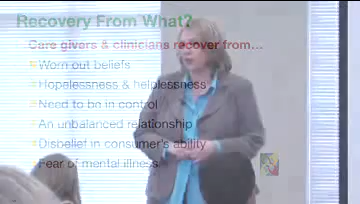 Recovery From What?
Care givers & clinicians recover from...
Worn out beliefs
Hopelessness & helplessness
Need to be in control
An unbalanced relationship
Disbelief in consumer's ability
Fear of mental illness